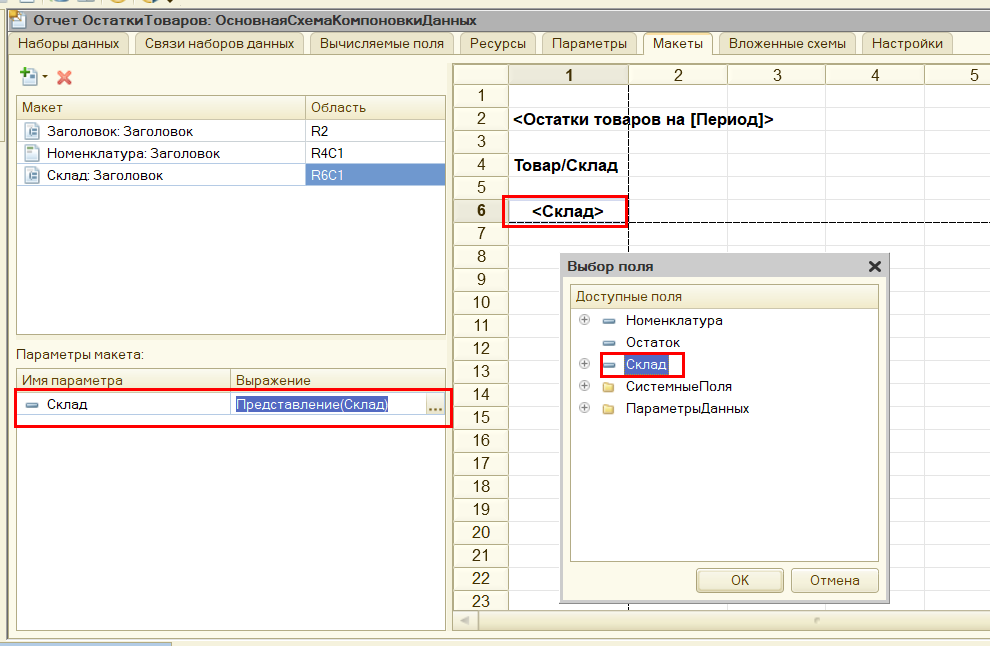 Отчет ОстаткиТоваров: ОсновнаяСхемаКомпоновкиДанных
Наборы данных Связи наборов данных Вычисляемые поля Ресурсы Параметры Макеты Вложенные схемы Настройки
Макет Область
Заголовок: Заголовок R2
Номенклатура: Заголовок R4C1
Склад: Заголовок R6C1
Параметры макета:
Имя параметра Выражение
Склад Представление(Склад) ...
1 2 3 4 5
1
2 <Остатки товаров на [Период]>
3
4 Товар/Склад
5
6 <Склад>
7
8
9
10
11
12
13
14
15
16
17
18
19
20
21
22
23
Выбор поля
Доступные поля
Номенклатура
Остаток
Склад
СистемныеПоля
ПараметрыДанных
OK Отмена